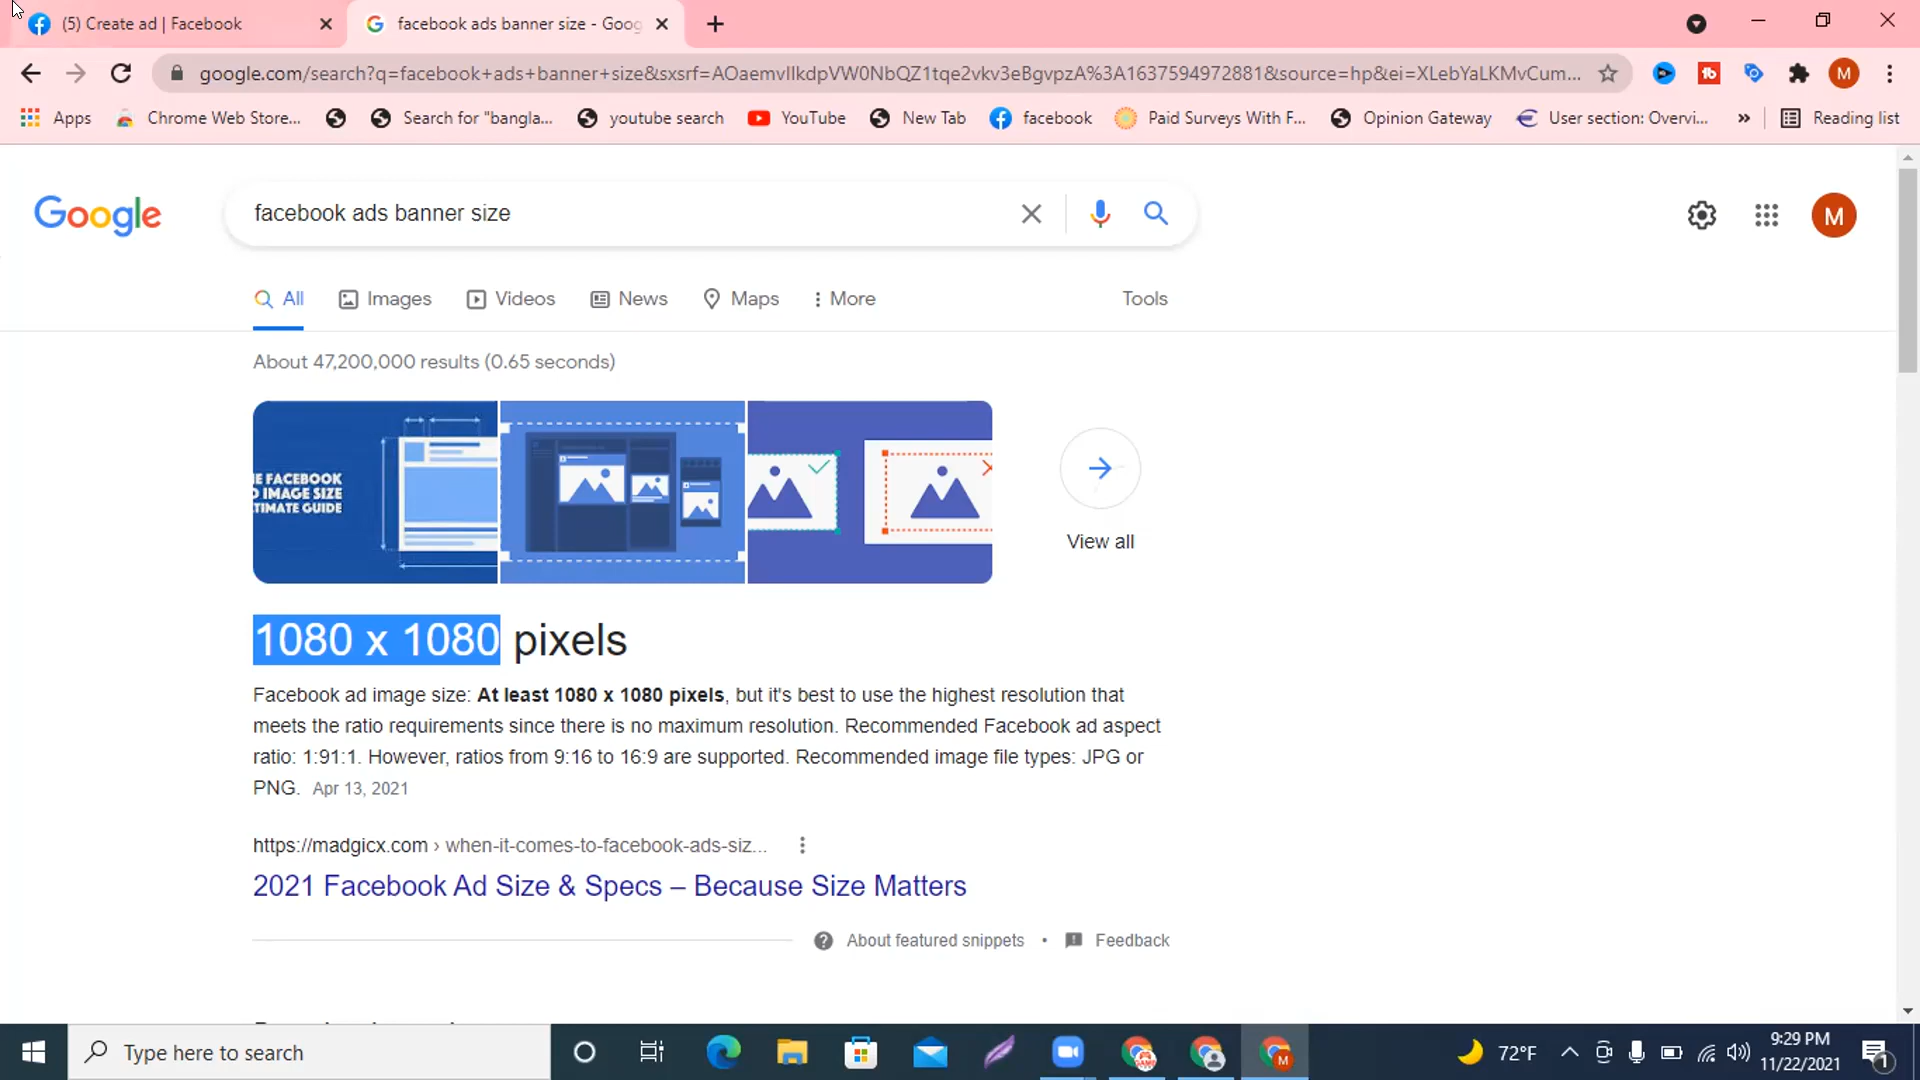 (5) Create ad | Facebook
facebook ads banner size - Goog
google.com/search?q=facebook+ads+banner+size&sxsrf=AOaemvIlkdpVW0NbQZ1tqe2vkv3eBgvpzA%3A1637594972881&source=hp&ei=XLebYaLKMvCum...
M
Apps
Chrome Web Store...
Search for "bangla...
youtube search
YouTube
New Tab
facebook
Paid Surveys With F...
Opinion Gateway
User section: Overvi...
»
Reading list
Google
facebook ads banner size
M
All
Images
Videos
News
Maps
More
Tools
About 47,200,000 results (0.65 seconds)
E FACEBOOK
D IMAGE SIZE
TIMATE GUIDE
View all
1080 x 1080 pixels
Facebook ad image size: At least 1080 x 1080 pixels, but it's best to use the highest resolution that
meets the ratio requirements since there is no maximum resolution. Recommended Facebook ad aspect
ratio: 1:91:1. However, ratios from 9:16 to 16:9 are supported. Recommended image file types: JPG or
PNG. Apr 13, 2021
https://madgicx.com › when-it-comes-to-facebook-ads-siz...
2021 Facebook Ad Size & Specs – Because Size Matters
About featured snippets • Feedback
Type here to search
72°F
9:29 PM
11/22/2021
1